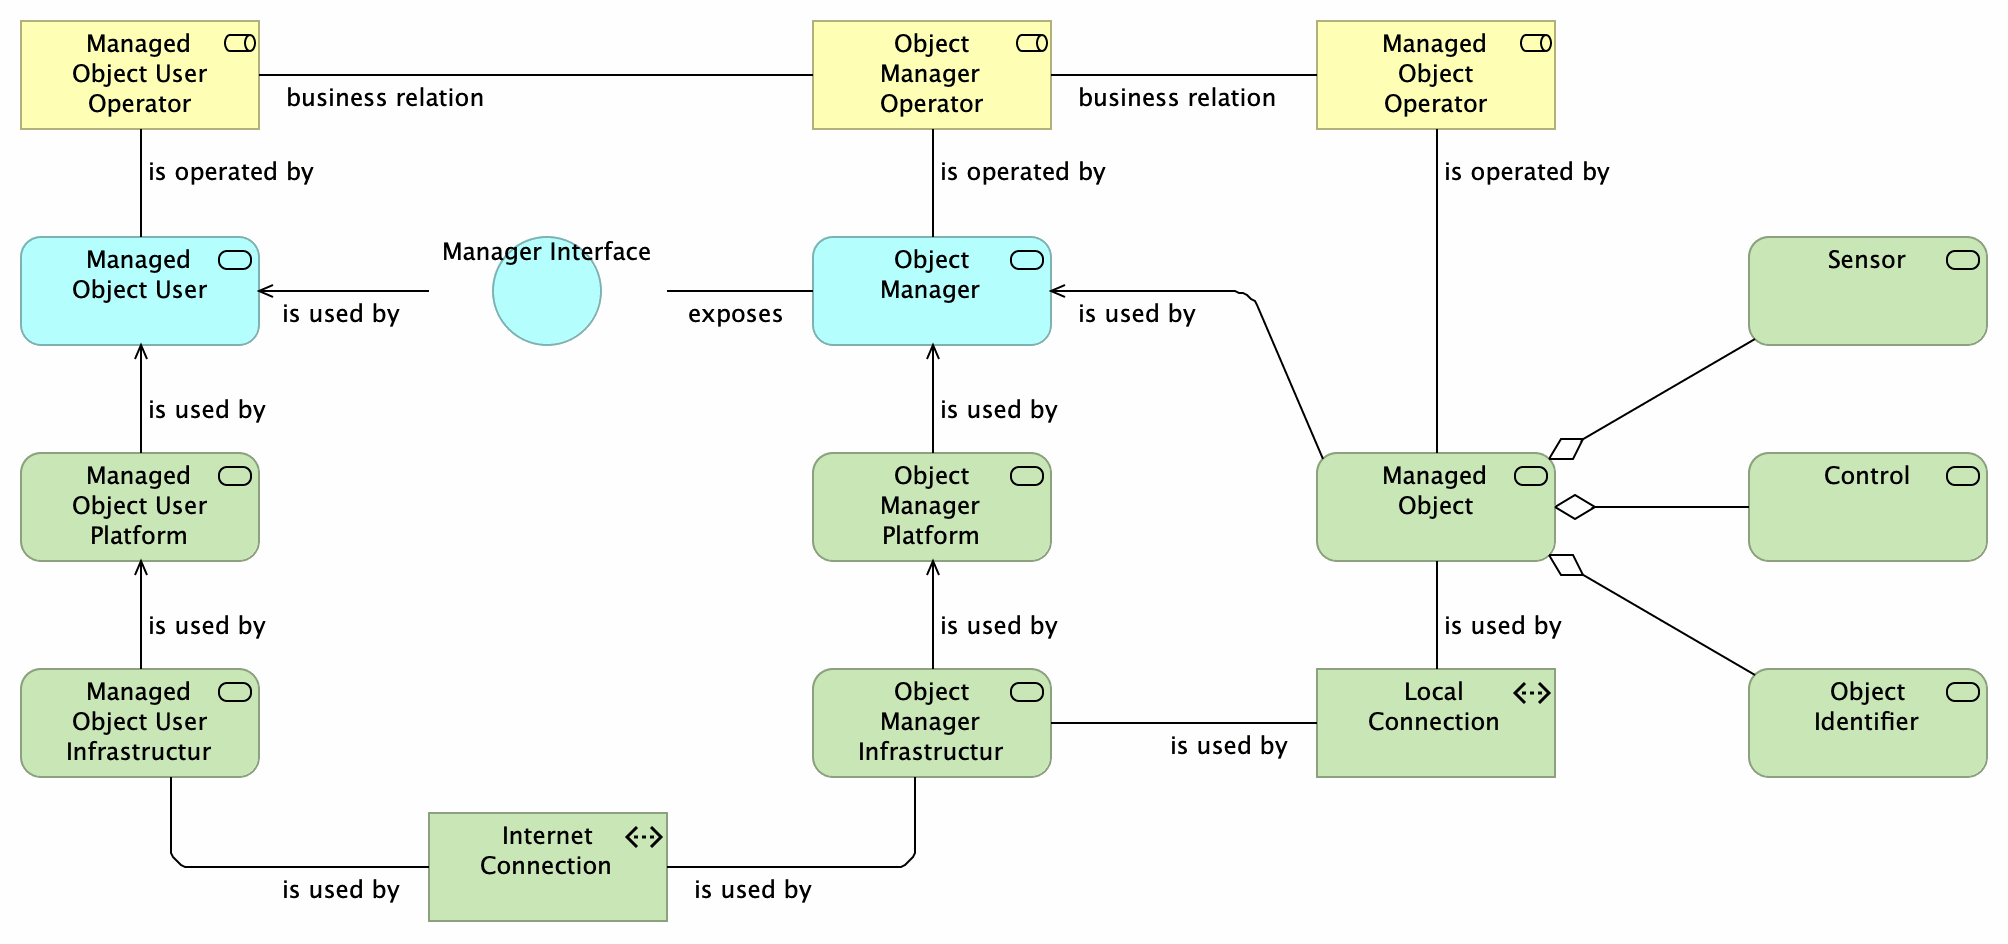 Managed
Object User
Operator
business relation
Object
Manager
Operator
business relation
Managed
Object
Operator
is operated by
is operated by
is operated by
Managed
Object User
is used by
Manager Interface
exposes
Object
Manager
is used by
Sensor
is used by
is used by
Managed
Object User
Platform
Object
Manager
Platform
Managed
Object
Control
is used by
is used by
is used by
Managed
Object User
Infrastructur
Object
Manager
Infrastructur
is used by
Local
Connection
Object
Identifier
is used by
Internet
Connection
is used by